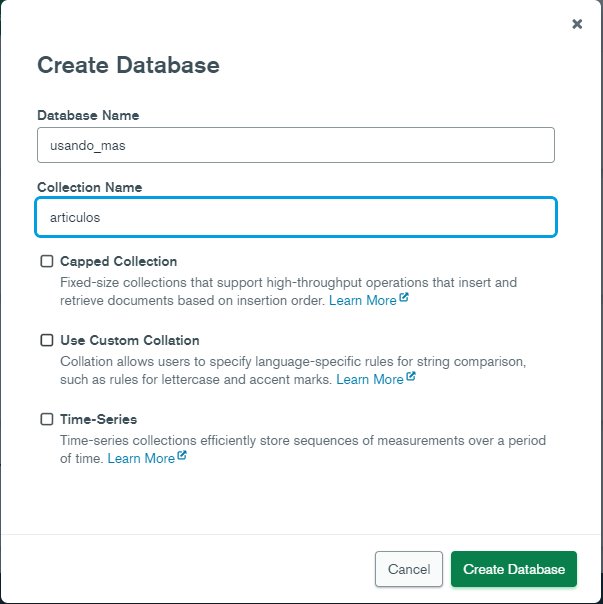 Create Database
Database Name
usando_mas
Collection Name
articulos
Capped Collection
Fixed-size collections that support high-throughput operations that insert and
retrieve documents based on insertion order. Learn More
Use Custom Collation
Collation allows users to specify language-specific rules for string comparison,
such as rules for lettercase and accent marks. Learn More
Time-Series
Time-series collections efficiently store sequences of measurements over a period
of time. Learn More
Cancel
Create Database